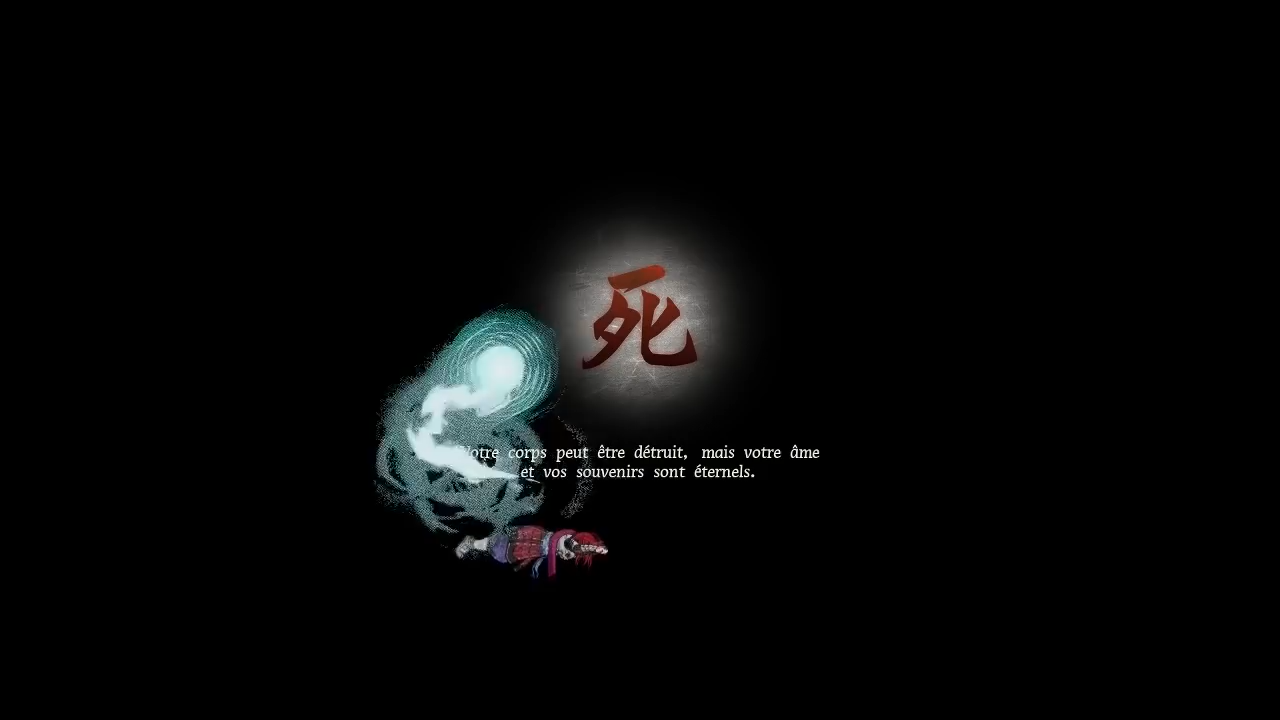 死
Votre corps peut être détruit, mais votre âme
et vos souvenirs sont éternels.